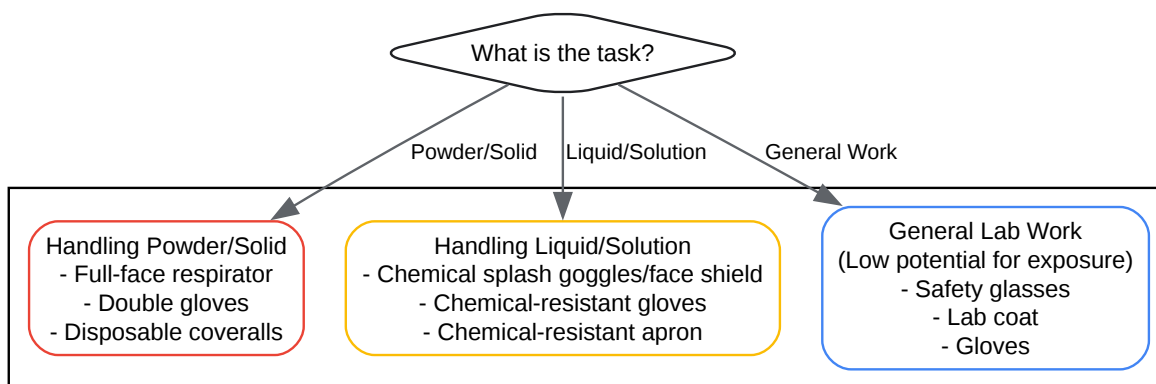 What is the task?
Powder/Solid
Liquid/Solution
General Work
Handling Powder/Solid
- Full-face respirator
- Double gloves
- Disposable coveralls
Handling Liquid/Solution
- Chemical splash goggles/face shield
- Chemical-resistant gloves
- Chemical-resistant apron
General Lab Work
(Low potential for exposure)
- Safety glasses
- Lab coat
- Gloves